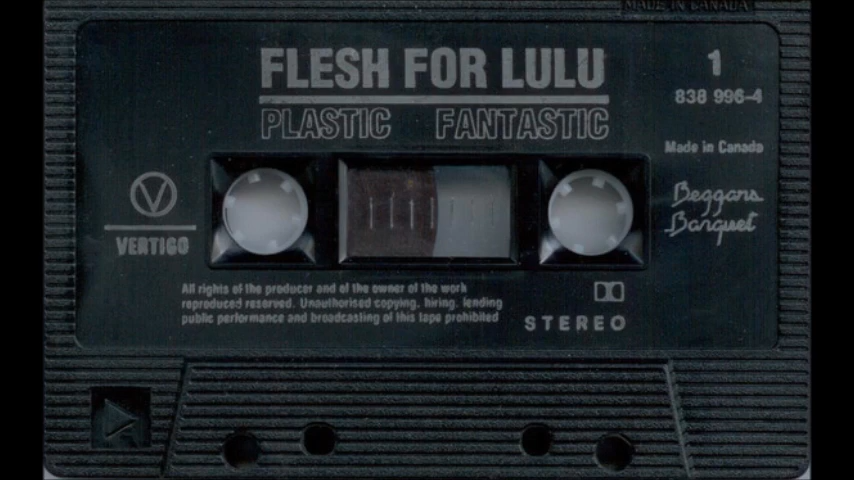 MADE IN CANADA
FLESH FOR LULU
1
838 996-4
PLASTIC FANTASTIC
Made in Canada
Beggars
Banquet
V
VERTIGO
All rights of the producer and of the owner of the work
reproduced reserved. Unauthorised copying, hiring, lending
public performance and broadcasting of this tape prohibited
STEREO